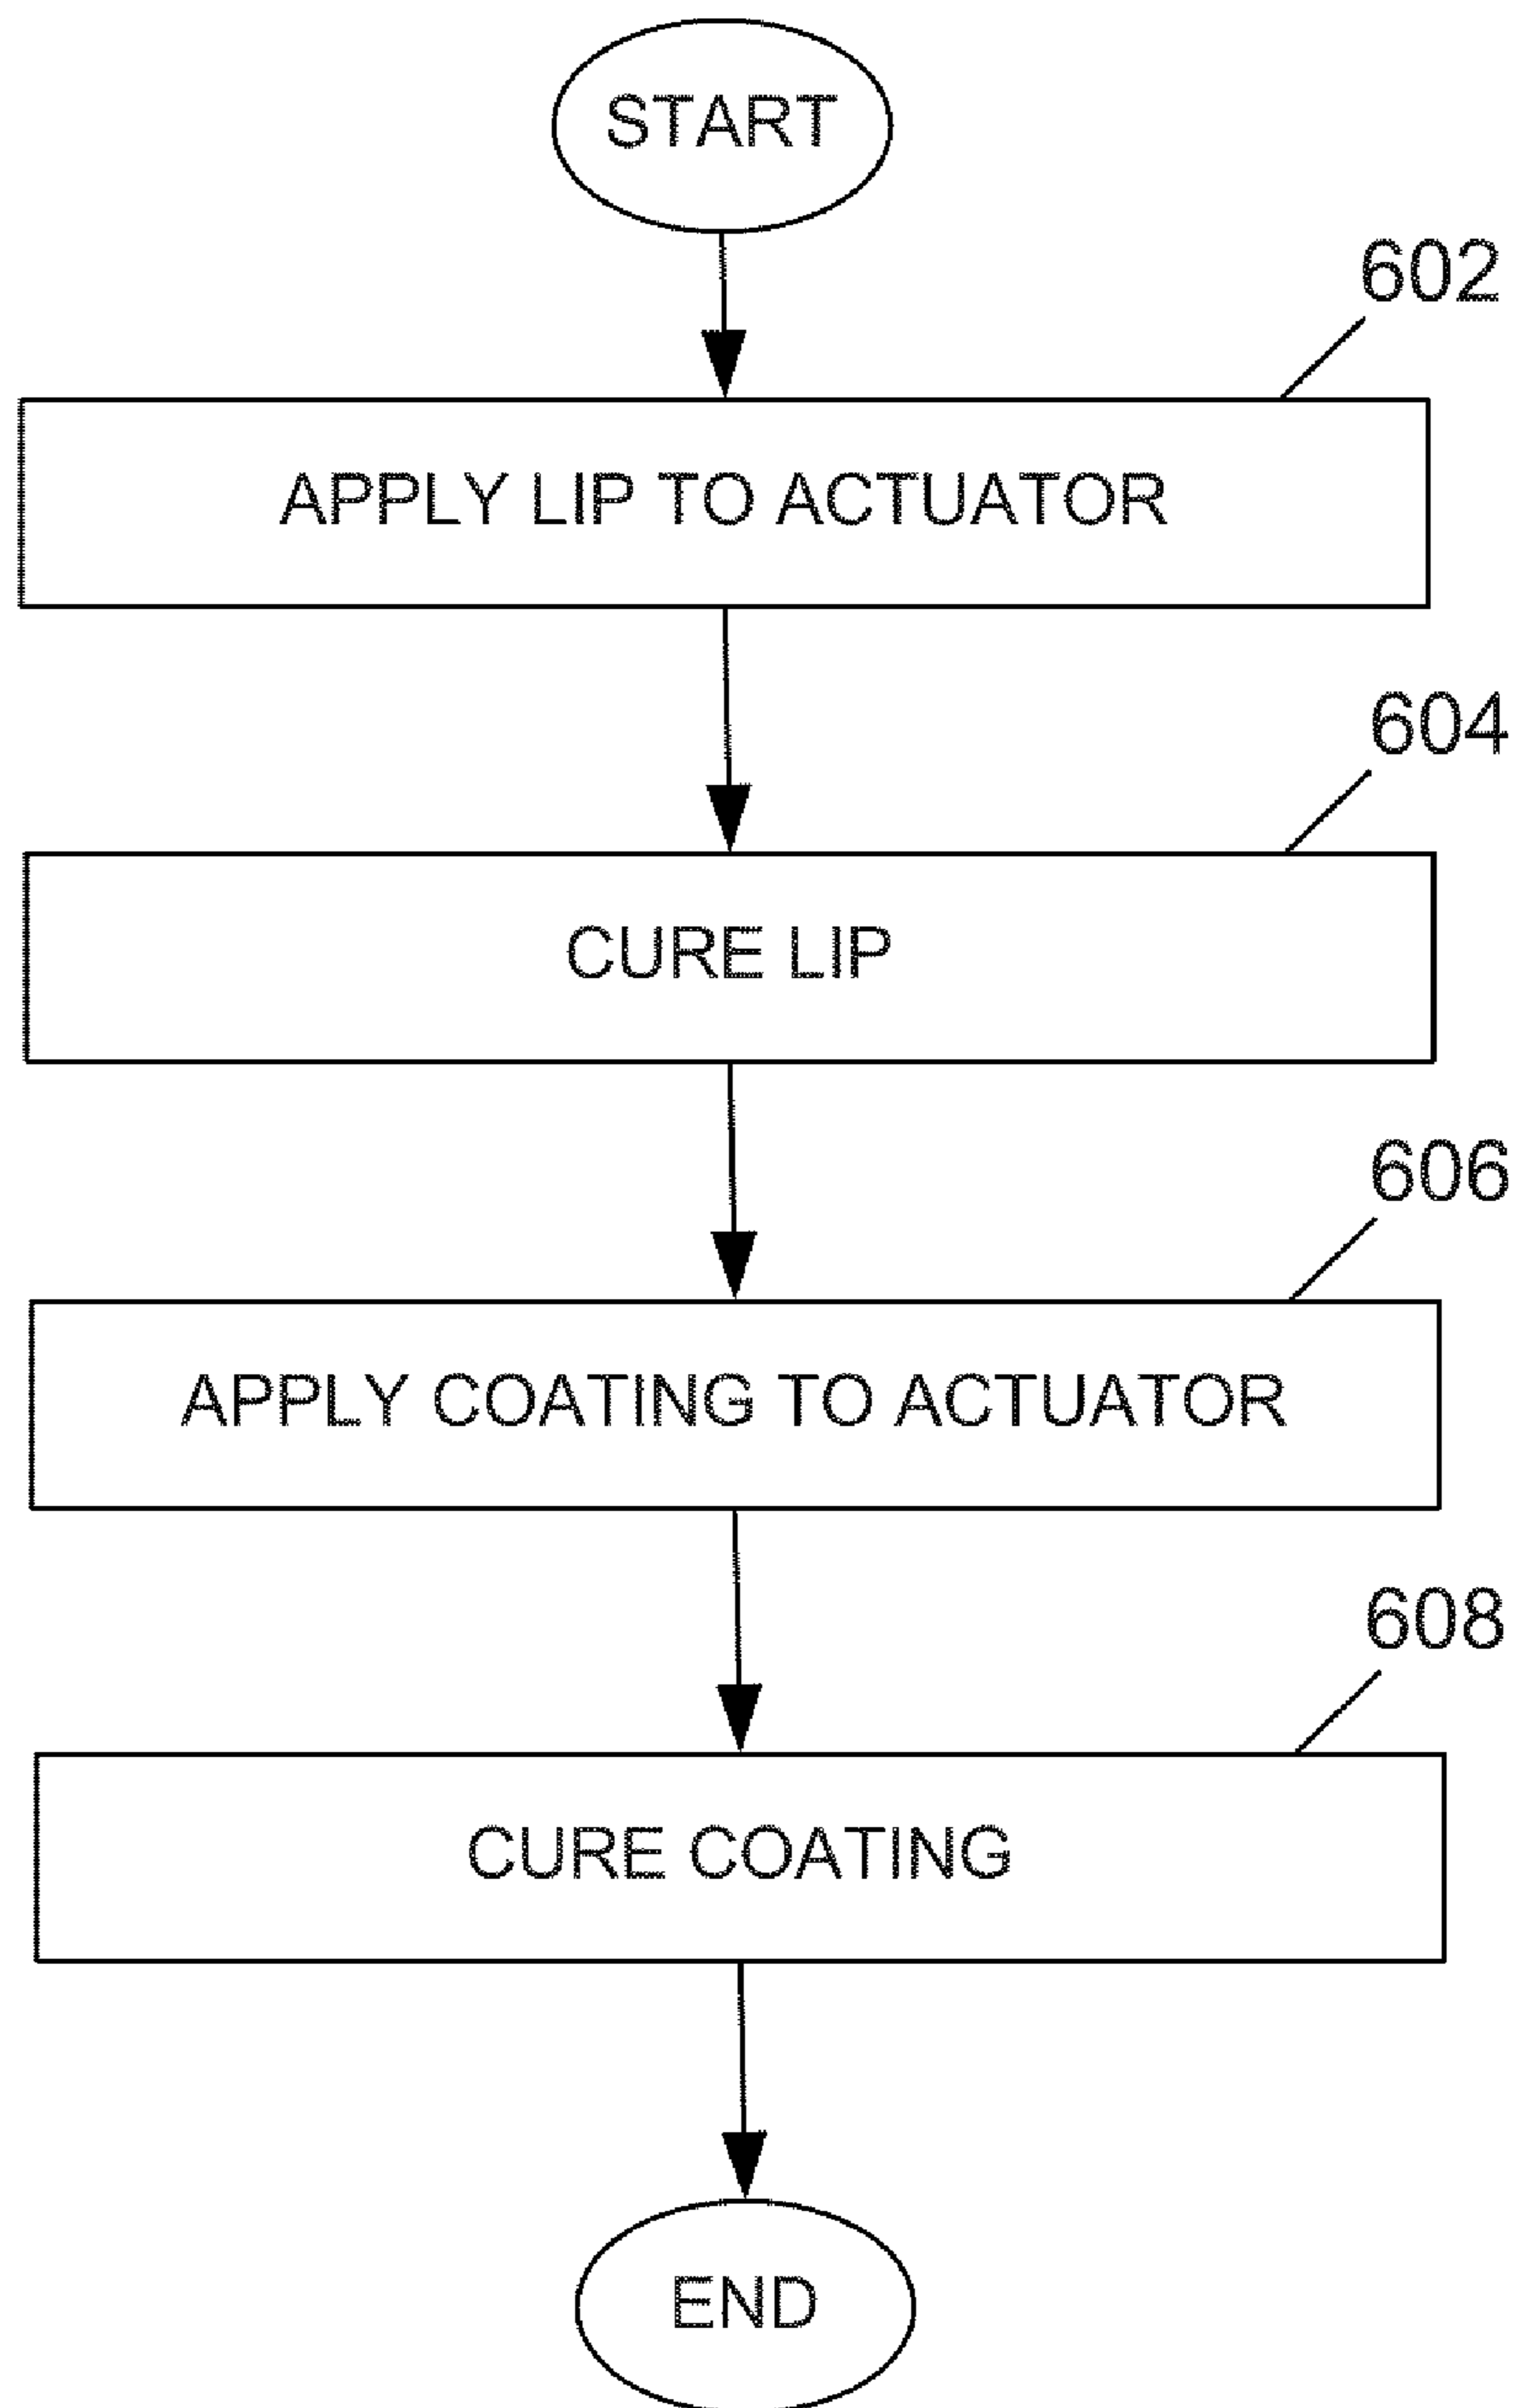 START
602
APPLY LIP TO ACTUATOR
604
CURE LIP
606
APPLY COATING TO ACTUATOR
608
CURE COATING
END